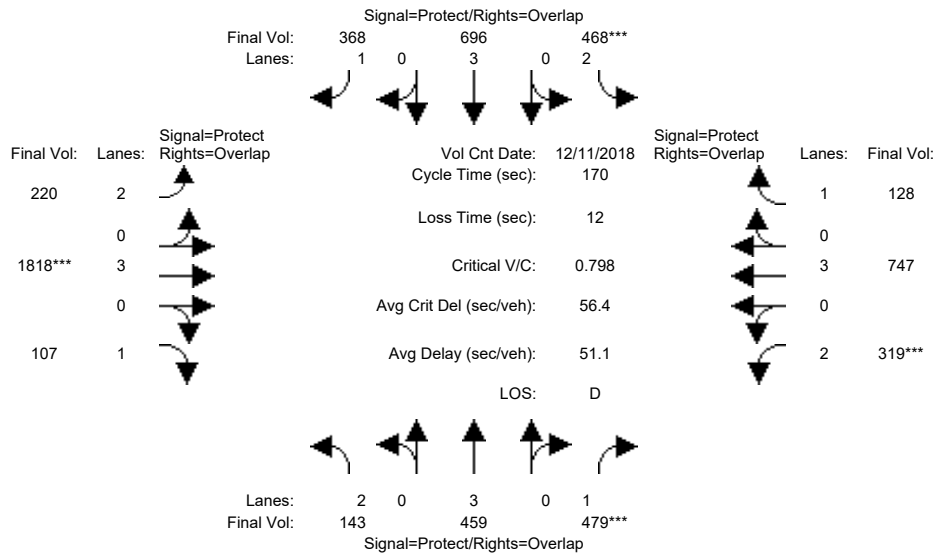 Signal=Protect/Rights=Overlap
Final Vol: 368 696 468***
Lanes: 1 0 3 0 2
Signal=Protect
Final Vol: Lanes: Rights=Overlap
Vol Cnt Date: 12/11/2018
Signal=Protect
Rights=Overlap Lanes: Final Vol:
Cycle Time (sec): 170
220 2
1 128
Loss Time (sec): 12
0
0
1818*** 3
Critical V/C: 0.798
3 747
0
Avg Crit Del (sec/veh): 56.4
0
107 1
Avg Delay (sec/veh): 51.1
2 319***
LOS: D
Lanes: 2 0 3 0 1
Final Vol: 143 459 479***
Signal=Protect/Rights=Overlap